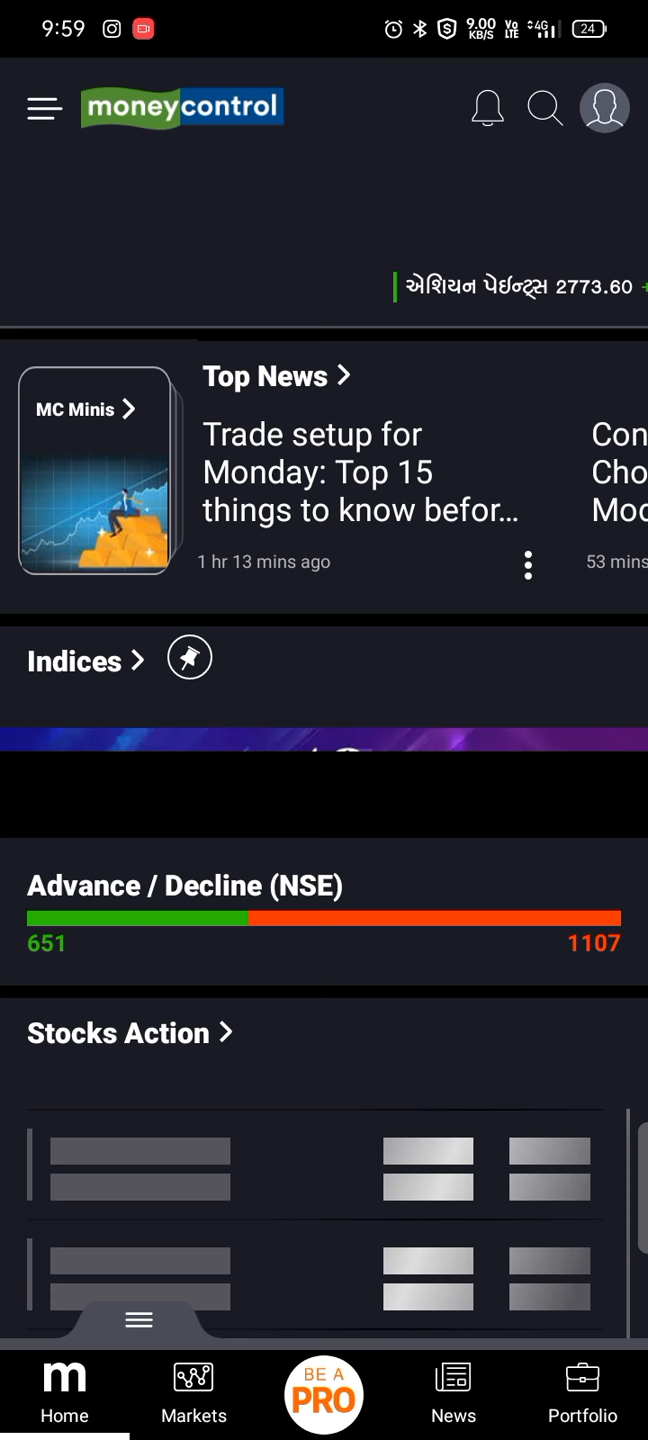 9:59
9.00
KB/S
Vo
LTE
4G
24
moneycontrol
એશિયન પેઇન્ટ્સ 2773.60
MC Minis
Top News
Trade setup for
Monday: Top 15
things to know befor...
1 hr 13 mins ago
Con
Cho
Moc
53 mins
Indices
Advance / Decline (NSE)
651
1107
Stocks Action
m
Home
Markets
BE A
PRO
News
Portfolio